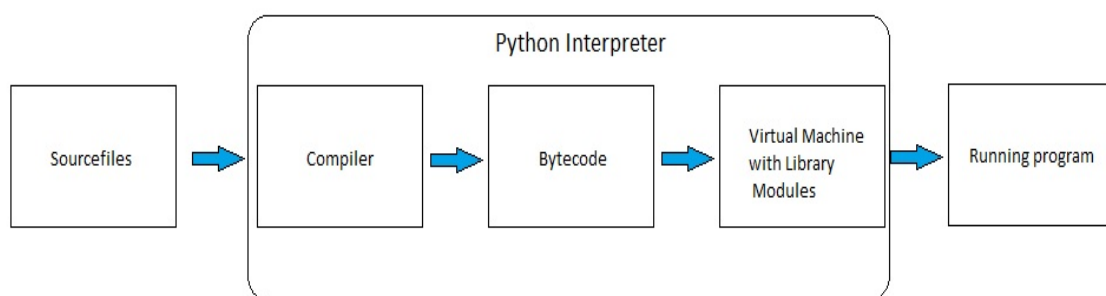 Python Interpreter
Sourcefiles
Compiler
Bytecode
Virtual Machine
with Library
Modules
Running program